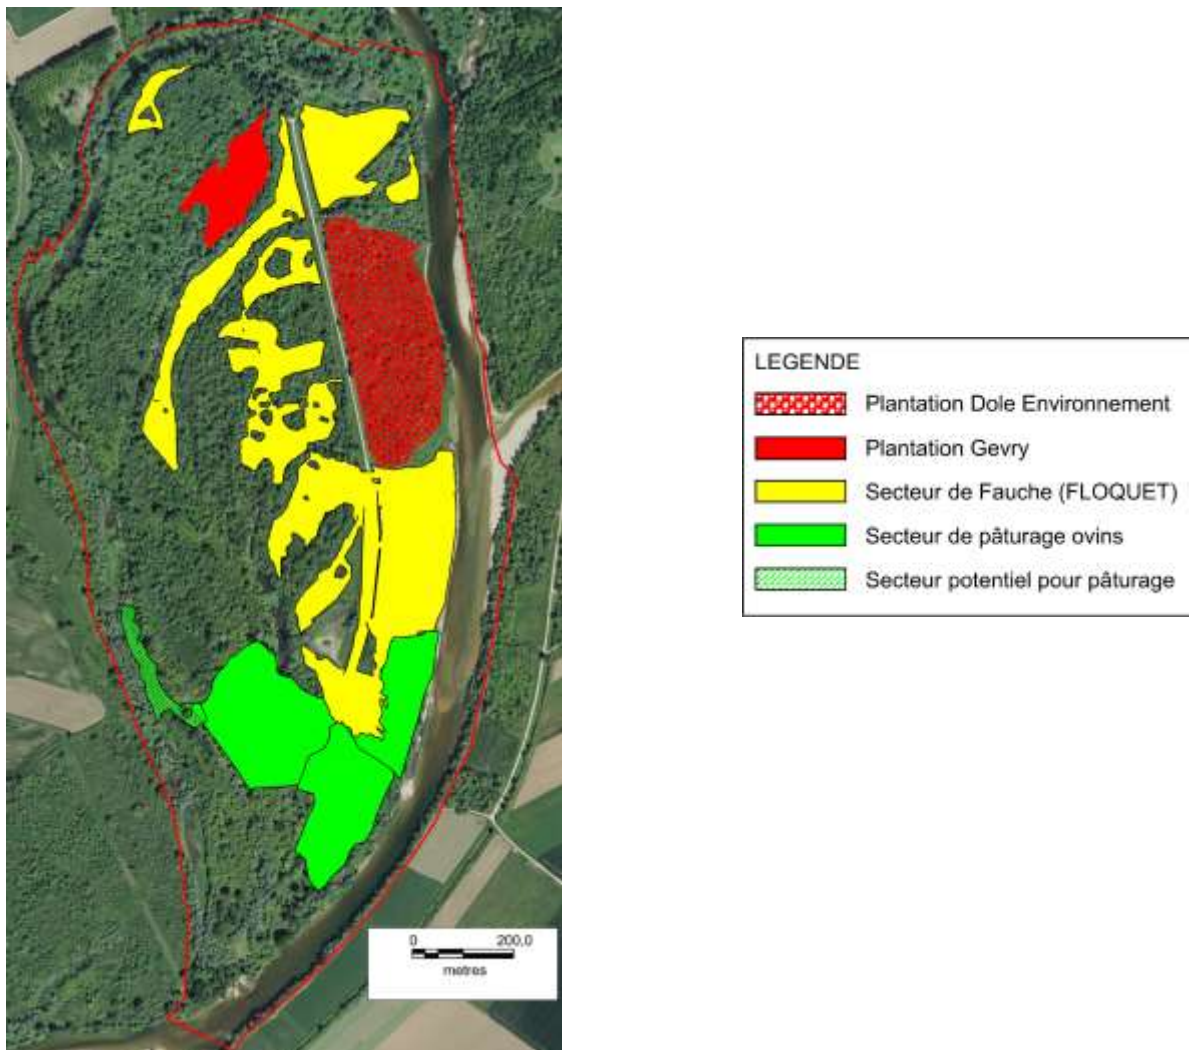 LEGENDE
Plantation Dole Environnement
Plantation Gevry
Secteur de Fauche (FLOQUET)
Secteur de pâturage ovins
Secteur potentiel pour pâturage
0 200,0
metres